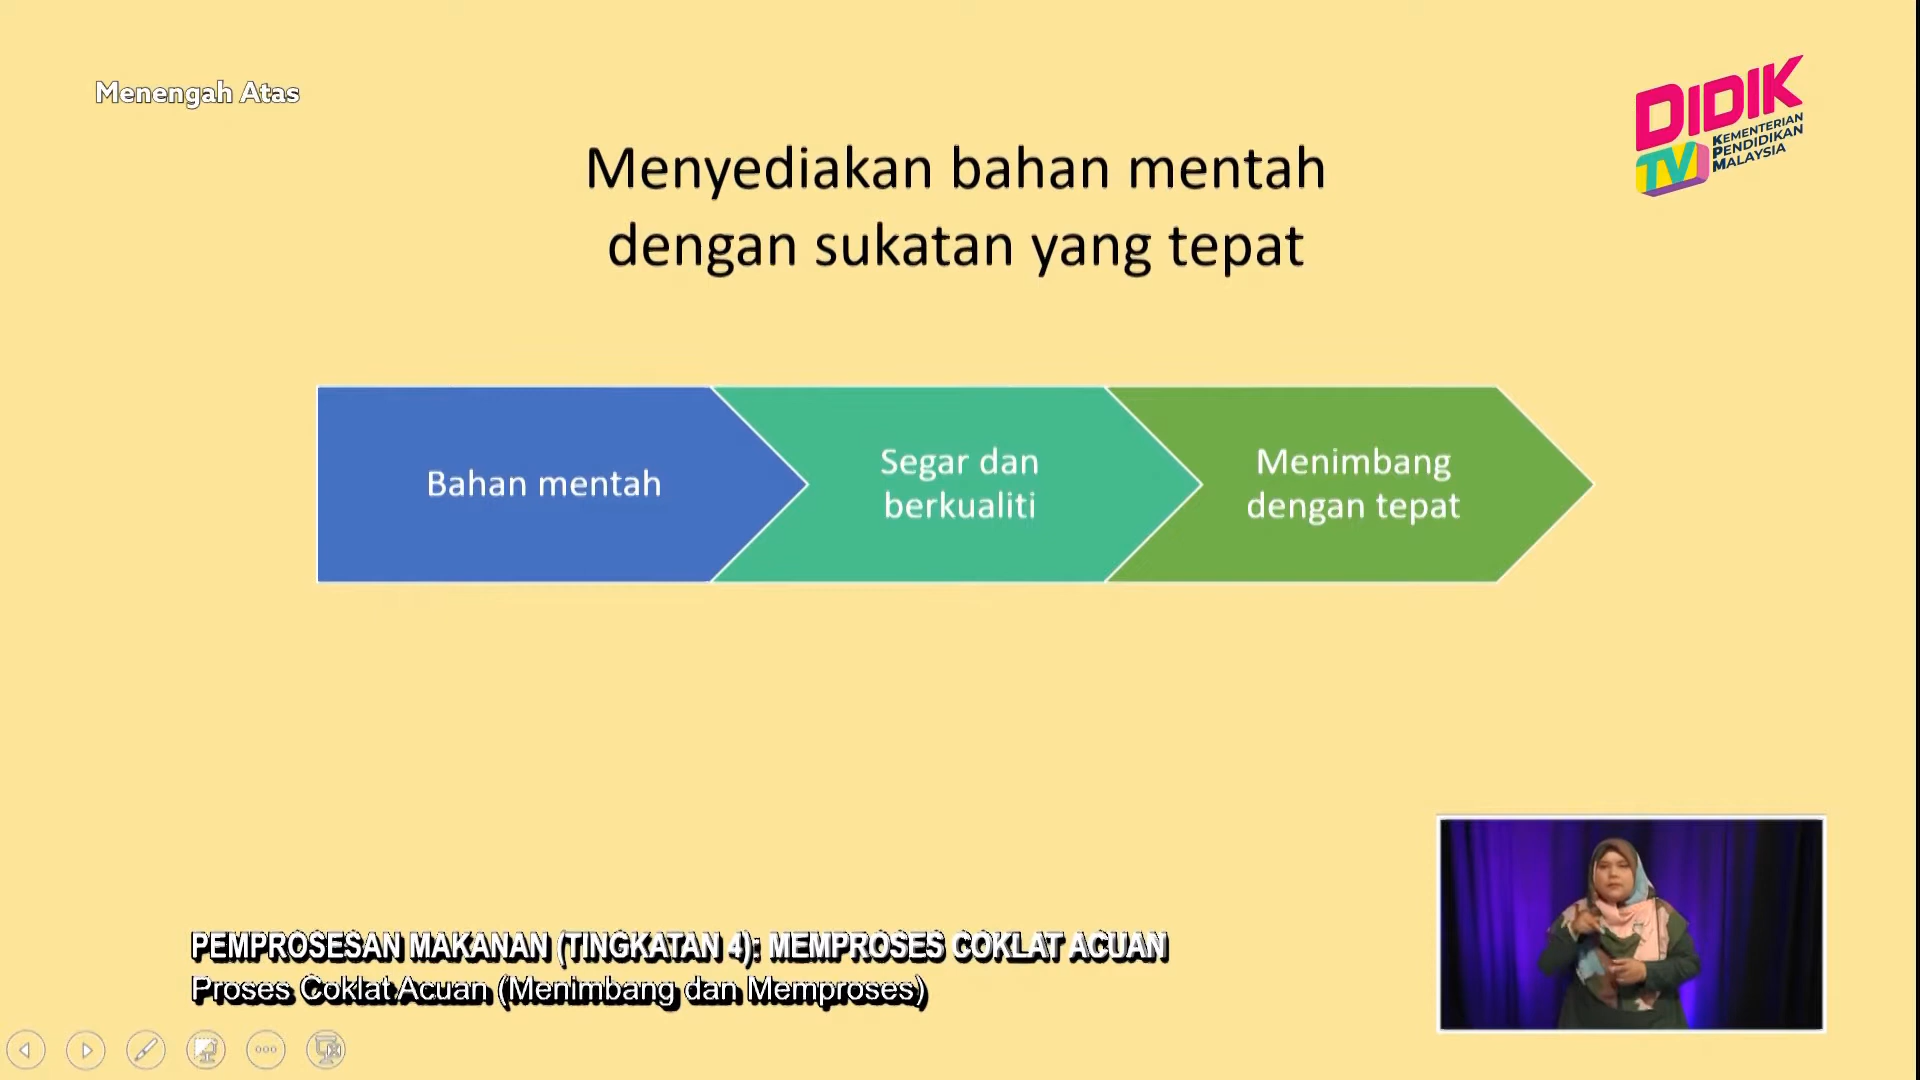 Menengah Atas
DIDIK
TV
KEMENTERIAN
PENDIDIKAN
MALAYSIA
Menyediakan bahan mentah
dengan sukatan yang tepat
Bahan mentah
Segar dan
berkualiti
Menimbang
dengan tepat
PEMPROSESAN MAKANAN (TINGKATAN 4): MEMPROSES COKLAT ACUAN
Proses Coklat Acuan (Menimbang dan Memproses)